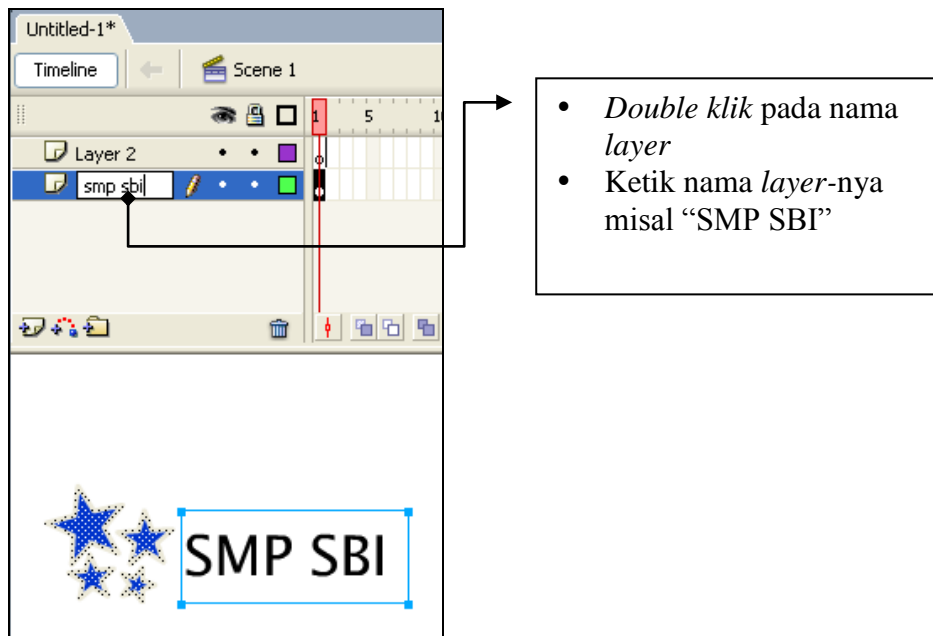 Untitled-1*
Timeline Scene 1
1 5
Layer 2
smp sbi
• Double klik pada nama
layer
• Ketik nama layer-nya
misal “SMP SBI”
SMP SBI